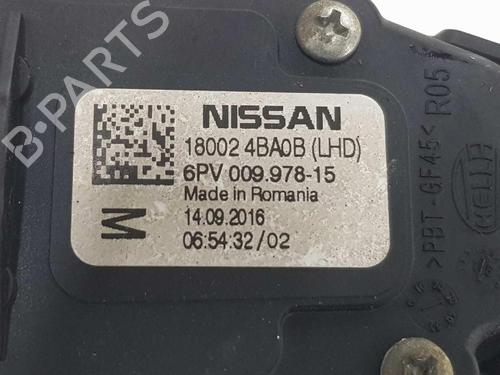 NISSAN
18002 4BA0B (LHD)
6PV 009.978-15
Made in Romania
14.09.2016
06:54:32/02
M
>PBT-GF45< R05
HELLA
B-PARTS